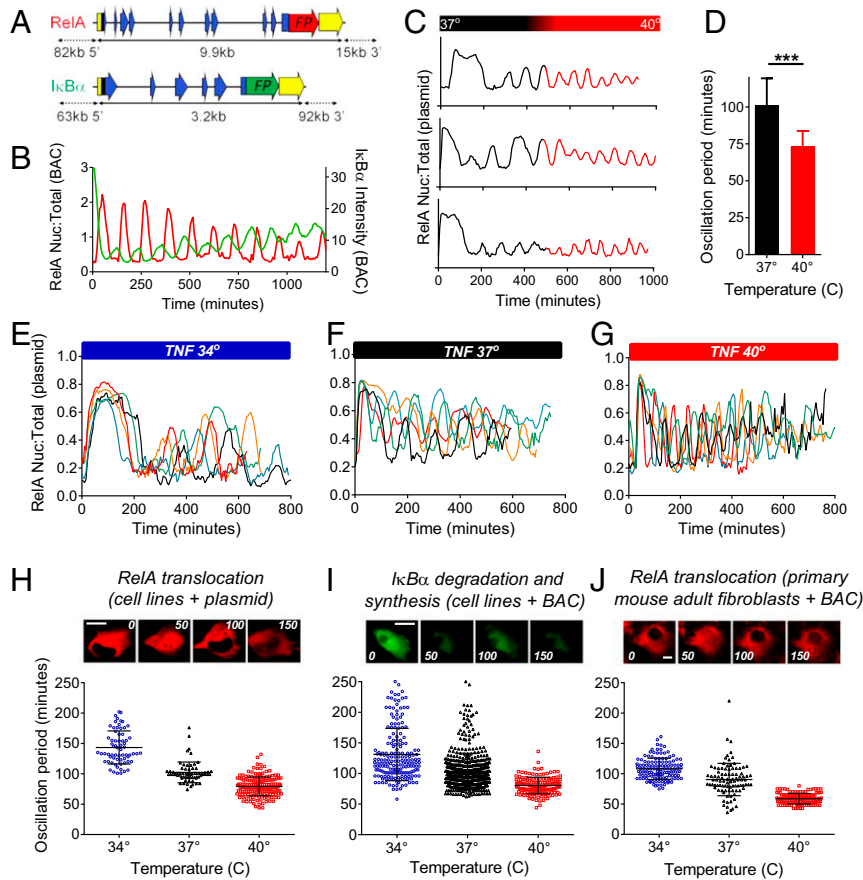 A
RelA
FP
82kb 5'
9.9kb
15kb 3'
IκBα
FP
63kb 5'
3.2kb
92kb 3'
B
RelA Nuc:Total (BAC)
IκBα Intensity (BAC)
2.5
2.0
1.5
1.0
0.5
0.0
30
20
10
0
0 250 500 750 1000
Time (minutes)
C
37° 40°
RelA Nuc:Total (plasmid)
0 200 400 600 800 1000
Time (minutes)
D
***
Oscillation period (minutes)
100
75
50
25
0
37° 40°
Temperature (C)
E
TNF 34°
RelA Nuc:Total (plasmid)
1.0
0.8
0.6
0.4
0.2
0.0
0 200 400 600 800
Time (minutes)
F
TNF 37°
1.0
0.8
0.6
0.4
0.2
0.0
0 200 400 600 800
Time (minutes)
G
TNF 40°
1.0
0.8
0.6
0.4
0.2
0.0
0 200 400 600 800
Time (minutes)
H
RelA translocation
(cell lines + plasmid)
0 50 100 150
Oscillation period (minutes)
250
200
150
100
50
0
34° 37° 40°
Temperature (C)
I
IκBα degradation and
synthesis (cell lines + BAC)
0 50 100 150
250
200
150
100
50
0
34° 37° 40°
Temperature (C)
J
RelA translocation (primary
mouse adult fibroblasts + BAC)
0 50 100 150
250
200
150
100
50
0
34° 37° 40°
Temperature (C)